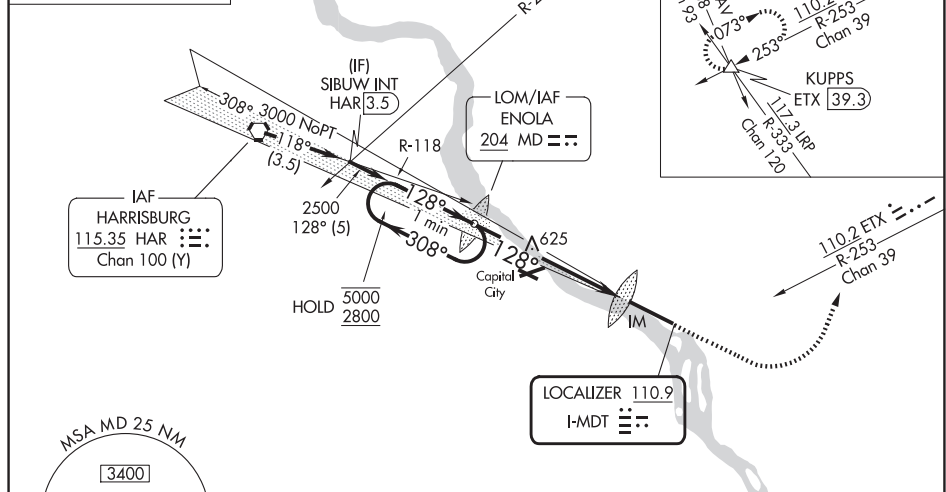 308° 3000 NoPT
118°
(3.5)
(IF)
SIBUW INT
HAR 3.5
R-118
LOM/IAF
ENOLA
204 MD
IAF
HARRISBURG
115.35 HAR
Chan 100 (Y)
2500
128° (5)
128°
1 min
308°
HOLD 5000
2800
128°
625
Capital
City
IM
LOCALIZER 110.9
I-MDT
073°
253°
R-253
Chan 39
KUPPS
ETX 39.3
117.3 LRP
R-333
Chan 120
110.2 ETX
R-253
Chan 39
MSA MD 25 NM
3400